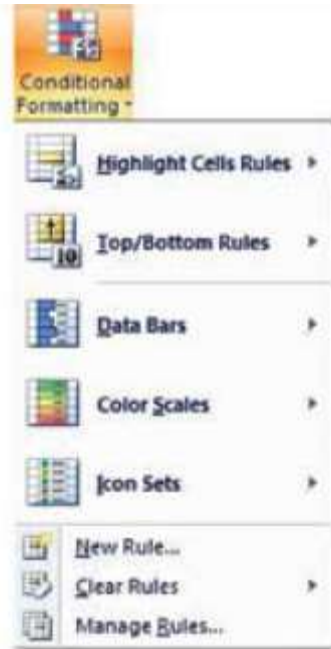 Conditional
Formatting
Highlight Cells Rules
Top/Bottom Rules
10
Data Bars
Color Scales
Icon Sets
New Rule...
Clear Rules
Manage Rules...